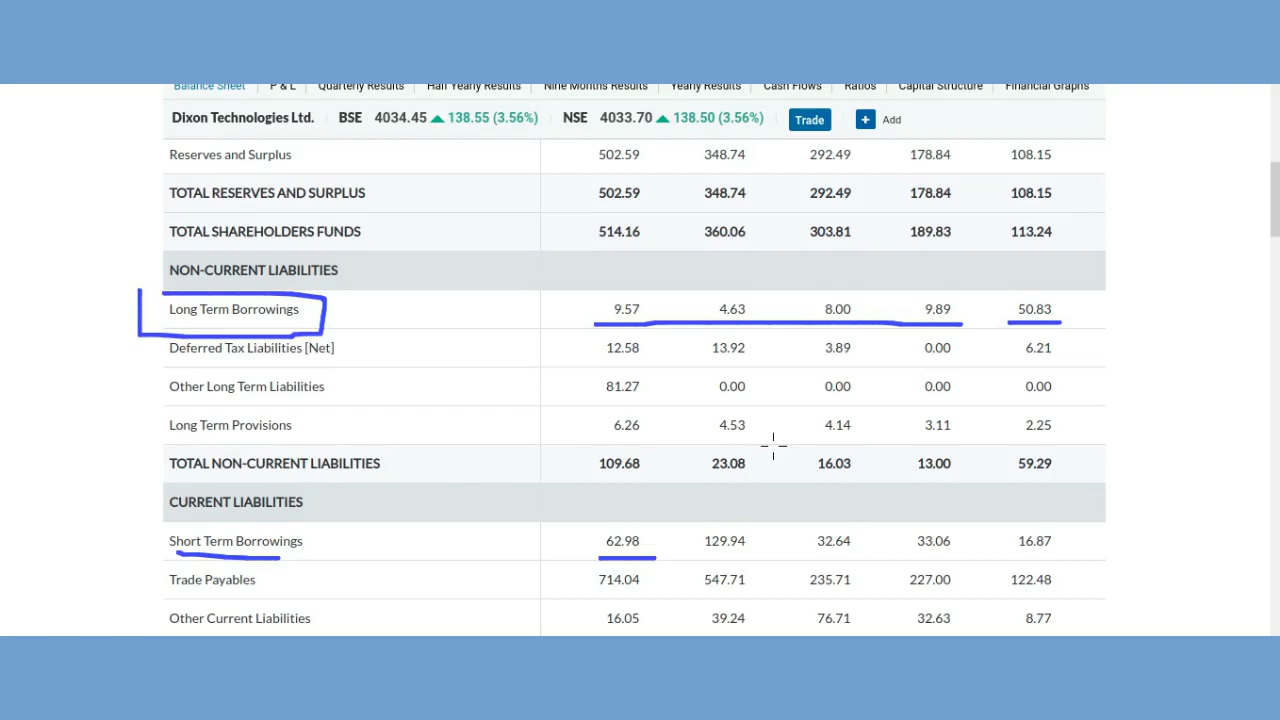 Balance Sheet P & L Quarterly Results Half Yearly Results Nine Months Results Yearly Results Cash Flows Ratios Capital Structure Financial Graphs
Dixon Technologies Ltd. BSE 4034.45 138.55 (3.56%) NSE 4033.70 138.50 (3.56%) Trade + Add
Reserves and Surplus 502.59 348.74 292.49 178.84 108.15
TOTAL RESERVES AND SURPLUS 502.59 348.74 292.49 178.84 108.15
TOTAL SHAREHOLDERS FUNDS 514.16 360.06 303.81 189.83 113.24
NON-CURRENT LIABILITIES
Long Term Borrowings 9.57 4.63 8.00 9.89 50.83
Deferred Tax Liabilities [Net] 12.58 13.92 3.89 0.00 6.21
Other Long Term Liabilities 81.27 0.00 0.00 0.00 0.00
Long Term Provisions 6.26 4.53 4.14 3.11 2.25
TOTAL NON-CURRENT LIABILITIES 109.68 23.08 16.03 13.00 59.29
CURRENT LIABILITIES
Short Term Borrowings 62.98 129.94 32.64 33.06 16.87
Trade Payables 714.04 547.71 235.71 227.00 122.48
Other Current Liabilities 16.05 39.24 76.71 32.63 8.77